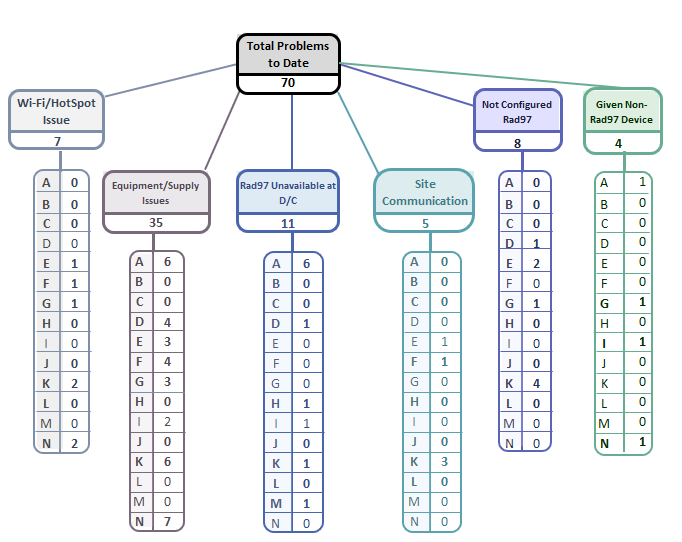 Total Problems
to Date
70
Wi-Fi/HotSpot
Issue
7
A 0
B 0
C 0
D 0
E 1
F 1
G 1
H 0
I 0
J 0
K 2
L 0
M 0
N 2
Equipment/Supply
Issues
35
A 6
B 0
C 0
D 4
E 3
F 4
G 3
H 0
I 2
J 0
K 6
L 0
M 0
N 7
Rad97 Unavailable at
D/C
11
A 6
B 0
C 0
D 1
E 0
F 0
G 0
H 1
I 1
J 0
K 1
L 0
M 1
N 0
Site
Communication
5
A 0
B 0
C 0
D 0
E 1
F 1
G 0
H 0
I 0
J 0
K 3
L 0
M 0
N 0
Not Configured
Rad97
8
A 0
B 0
C 0
D 1
E 2
F 0
G 1
H 0
I 0
J 0
K 4
L 0
M 0
N 0
Given Non-
Rad97 Device
4
A 1
B 0
C 0
D 0
E 0
F 0
G 1
H 0
I 1
J 0
K 0
L 0
M 0
N 1